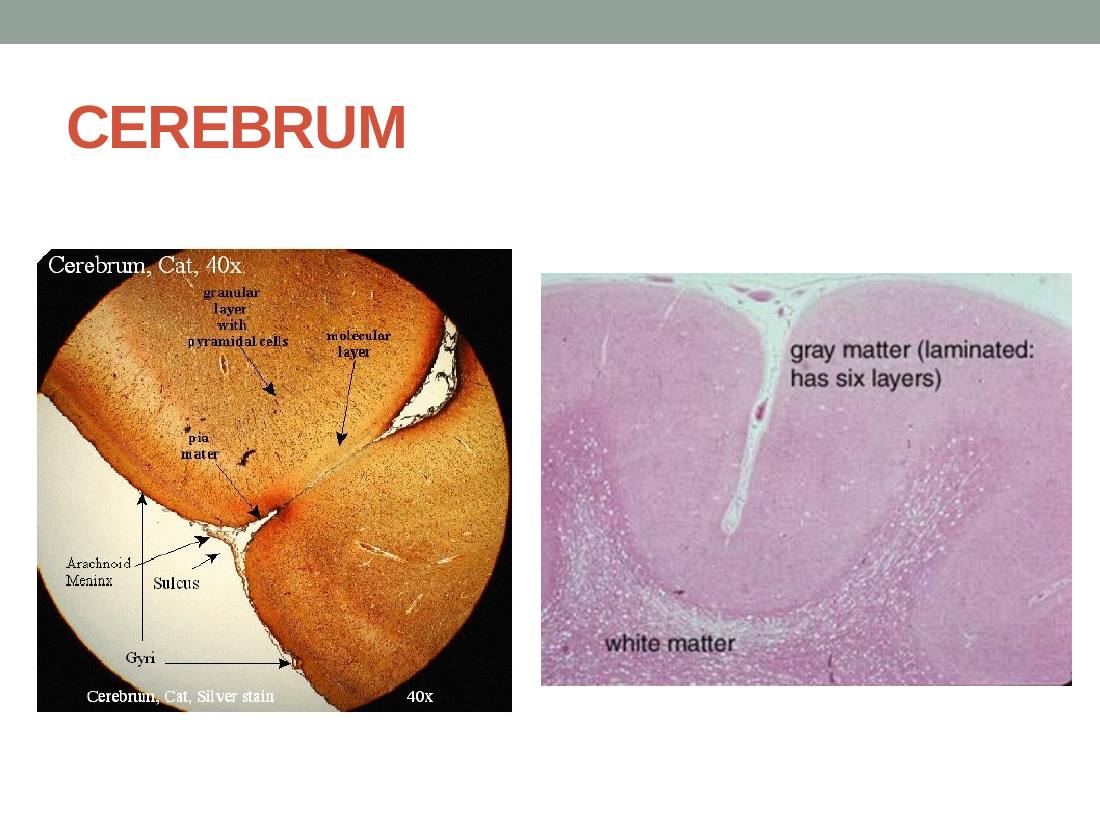 CEREBRUM
Cerebrum, Cat, 40x
granular
layer
with
pyramidal cells
molecular
layer
pia
mater
Arachnoid
Meninx
Sulcus
Gyri
Cerebrum, Cat, Silver stain
40x
gray matter (laminated:
has six layers)
white matter